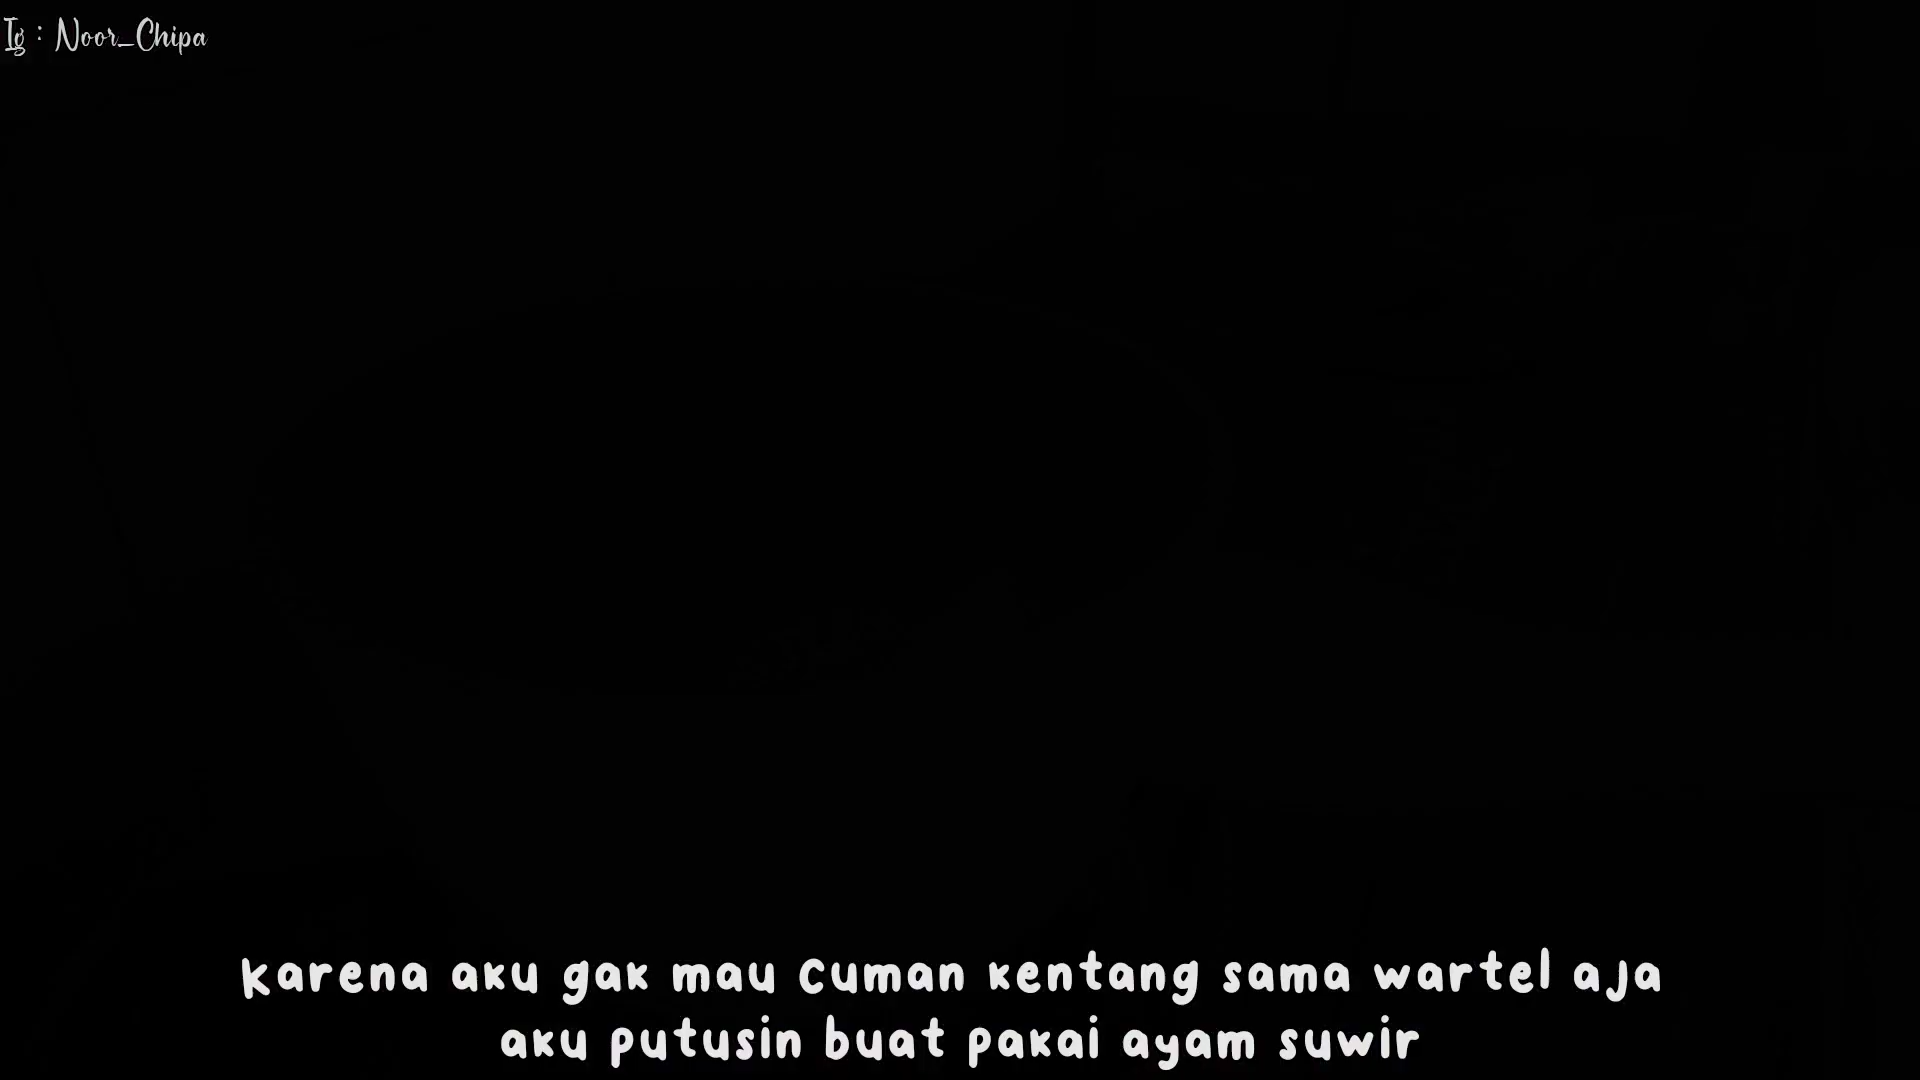 Ig : Noor_Chipa
karena aku gak mau cuman kentang sama wartel aja
aku putusin buat pakai ayam suwir